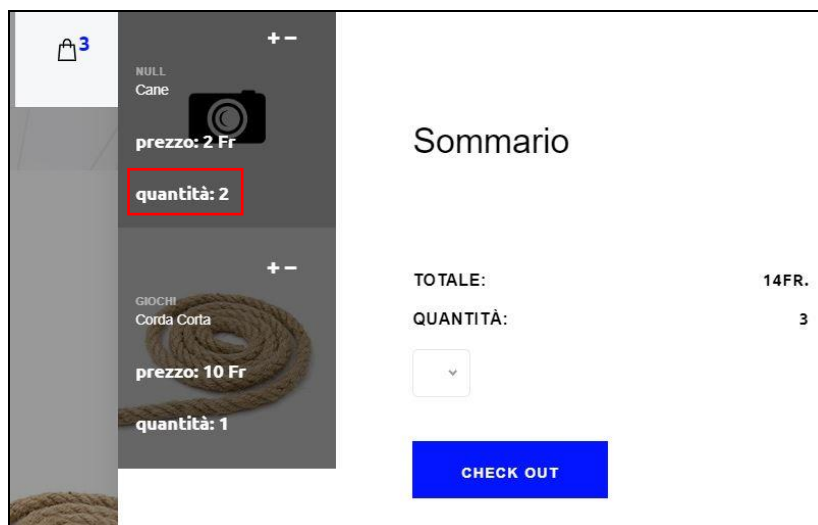 3
+ −
NULL
Cane
prezzo: 2 Fr
quantità: 2
+ −
GIOCHI
Corda Corta
prezzo: 10 Fr
quantità: 1
Sommario
TOTALE: 14FR.
QUANTITÀ: 3
CHECK OUT